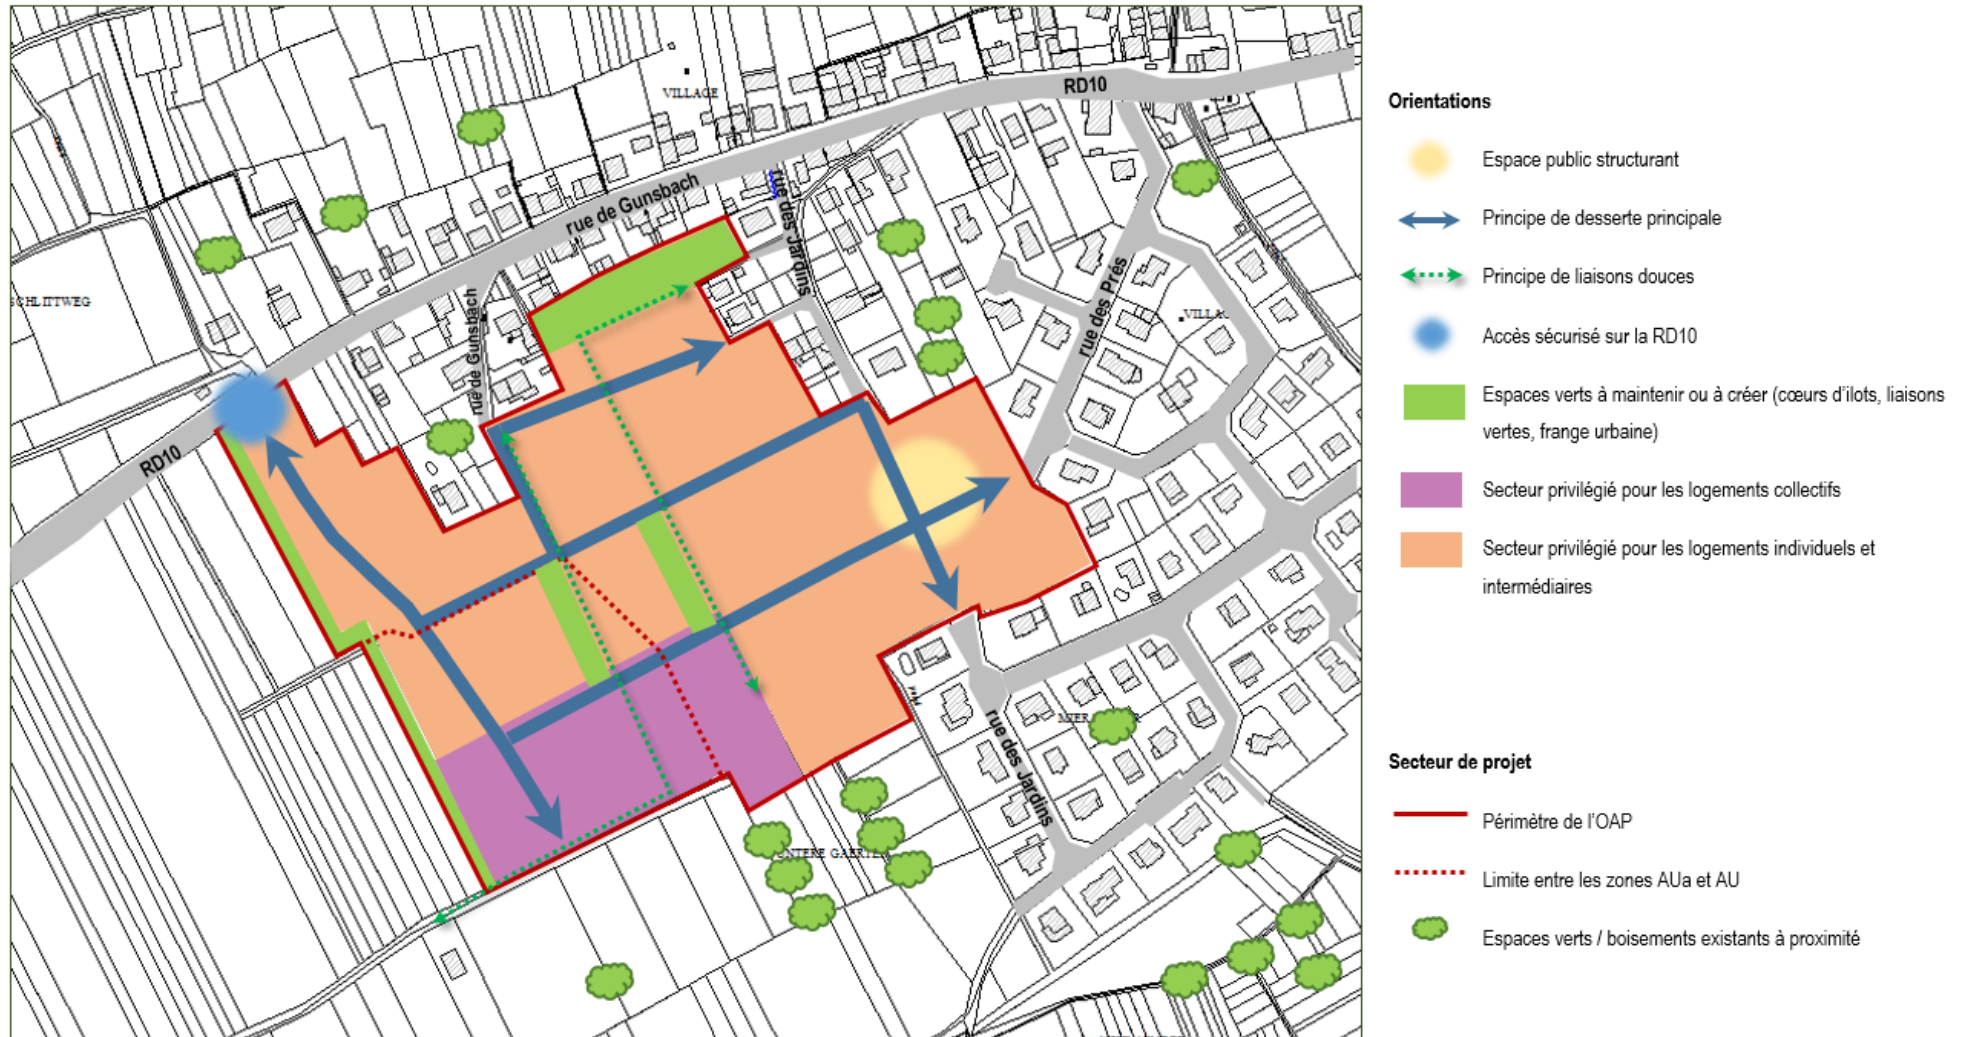 VILLAGE
RD10
rue de Gunsbach
rue des Jardins
SCHLITTWEG
rue de Gunsbach
rue des Prés
RD10
rue des Jardins
Orientations
Espace public structurant
Principe de desserte principale
Principe de liaisons douces
Accès sécurisé sur la RD10
Espaces verts à maintenir ou à créer (cœurs d'ilots, liaisons
vertes, frange urbaine)
Secteur privilégié pour les logements collectifs
Secteur privilégié pour les logements individuels et
intermédiaires
Secteur de projet
Périmètre de l'OAP
Limite entre les zones AUa et AU
Espaces verts / boisements existants à proximité